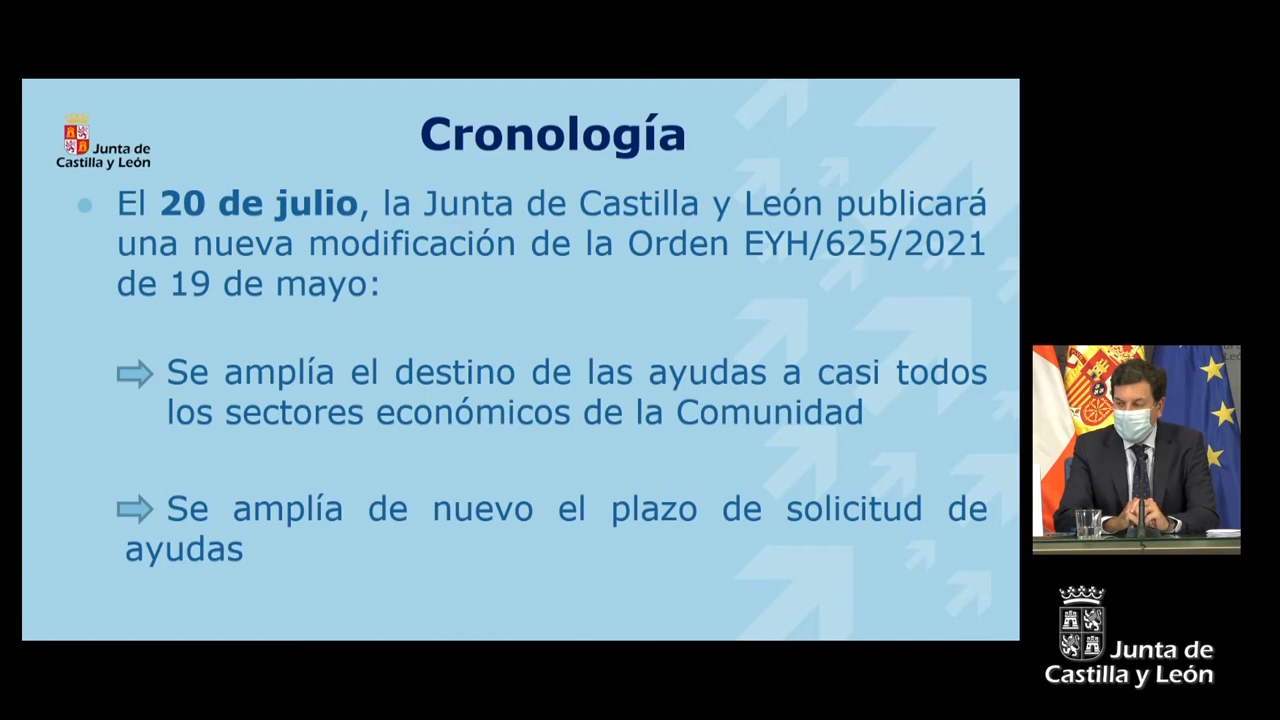 Cronología
Junta de
Castilla y León
El 20 de julio, la Junta de Castilla y León publicará
una nueva modificación de la Orden EYH/625/2021
de 19 de mayo:
Se amplía el destino de las ayudas a casi todos
los sectores económicos de la Comunidad
Se amplía de nuevo el plazo de solicitud de
ayudas
Junta de
Castilla y León